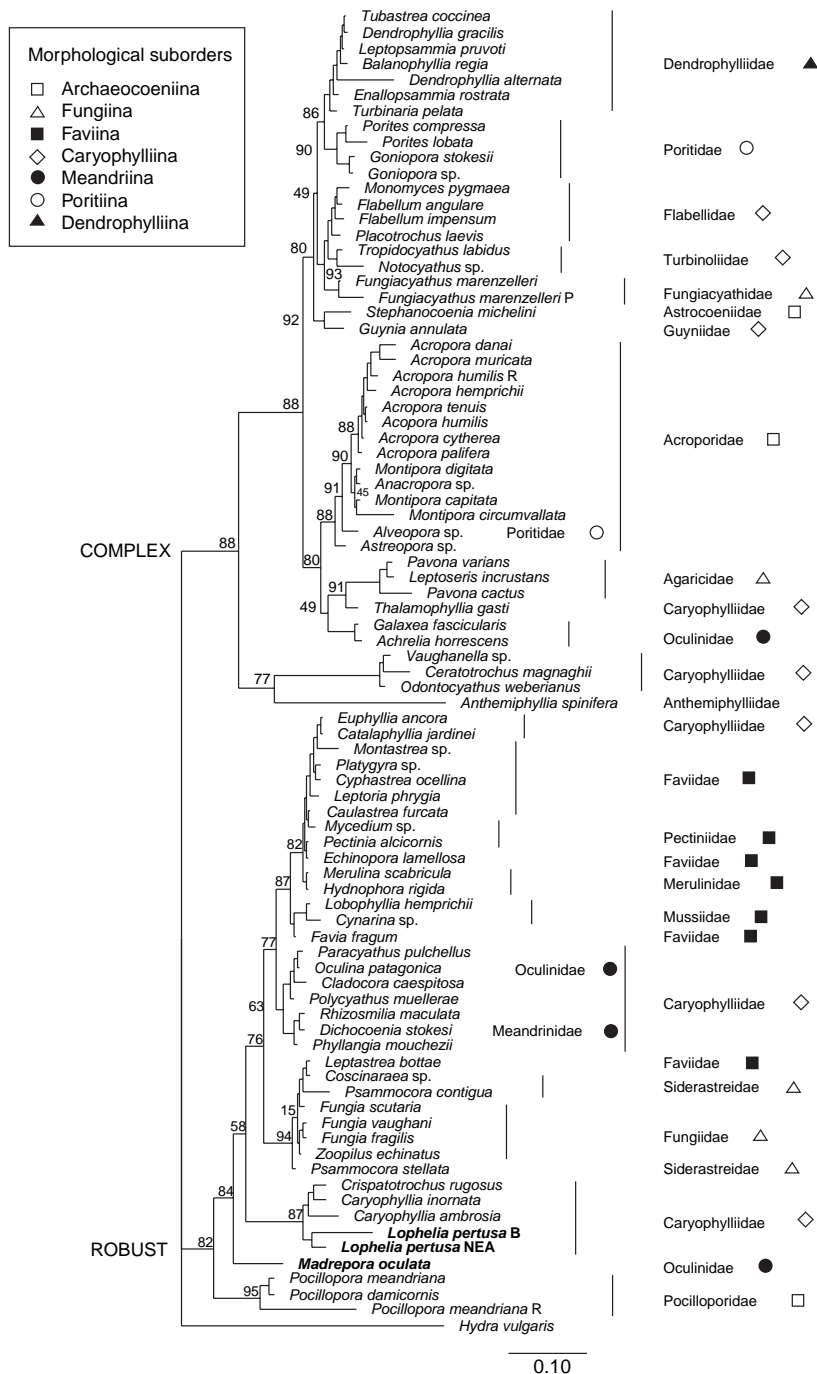 Morphological suborders
Archaeocoeniina
Fungiina
Faviina
Caryophylliina
Meandriina
Poritiina
Dendrophylliina
Tubastrea coccinea
Dendrophyllia gracilis
Leptopsammia pruvoti
Balanophyllia regia
Dendrophylliidae
Dendrophyllia alternata
Enallopsammia rostrata
86
Turbinaria pelata
Porites compressa
90
Porites lobata
Poritidae
Goniopora stokesii
Goniopora sp.
49
Monomyces pygmaea
Flabellum angulare
Flabellum impensum
Flabellidae
Placotrochus laevis
80
Tropidocyathus labidus
Turbinoliidae
Notocyathus sp.
93
Fungiacyathus marenzelleri
Fungiacyathus marenzelleri P
Fungiacyathidae
92
Stephanocoenia michelini
Astrocoeniidae
Guynia annulata
Guyniidae
Acropora danai
Acropora muricata
88
Acropora humilis R
Acropora hemprichii
Acropora tenuis
Acopora humilis
88
Acropora cytherea
Acroporidae
90
Acropora palifera
Montipora digitata
91
Anacropora sp.
45
Montipora capitata
88
Montipora circumvallata
Alveopora sp.
Poritidae
COMPLEX
88
Astreopora sp.
80
Pavona varians
Leptoseris incrustans
Agaricidae
91
Pavona cactus
49
Thalamophyllia gasti
Caryophylliidae
Galaxea fascicularis
Achrelia horrescens
Oculinidae
Vaughanella sp.
77
Ceratotrochus magnaghii
Caryophylliidae
Odontocyathus weberianus
Anthemiphyllia spinifera
Anthemiphylliidae
Euphyllia ancora
Caryophylliidae
Catalaphyllia jardinei
Montastrea sp.
Platygyra sp.
Cyphastrea ocellina
Faviidae
Leptoria phrygia
Caulastrea furcata
Mycedium sp.
82
Pectinia alcicornis
Pectiniidae
Echinopora lamellosa
Faviidae
Merulina scabricula
87
Hydnophora rigida
Merulinidae
Lobophyllia hemprichii
Cynarina sp.
Mussiidae
77
Favia fragum
Faviidae
Paracyathus pulchellus
Oculina patagonica
Oculinidae
Cladocora caespitosa
63
Polycyathus muellerae
Caryophylliidae
Rhizosmilia maculata
Dichocoenia stokesi
Meandrinidae
76
Phyllangia mouchezii
Leptastrea bottae
Faviidae
Coscinaraea sp.
Psammocora contigua
Siderastreidae
15
Fungia scutaria
58
Fungia vaughani
94
Fungia fragilis
Fungiidae
Zoopilus echinatus
Psammocora stellata
Siderastreidae
84
Crispatotrochus rugosus
Caryophyllia inornata
87
Caryophyllia ambrosia
Caryophylliidae
Lophelia pertusa B
ROBUST
82
Lophelia pertusa NEA
Madrepora oculata
Oculinidae
Pocillopora meandriana
95
Pocillopora damicornis
Pocilloporidae
Pocillopora meandriana R
Hydra vulgaris
0.10